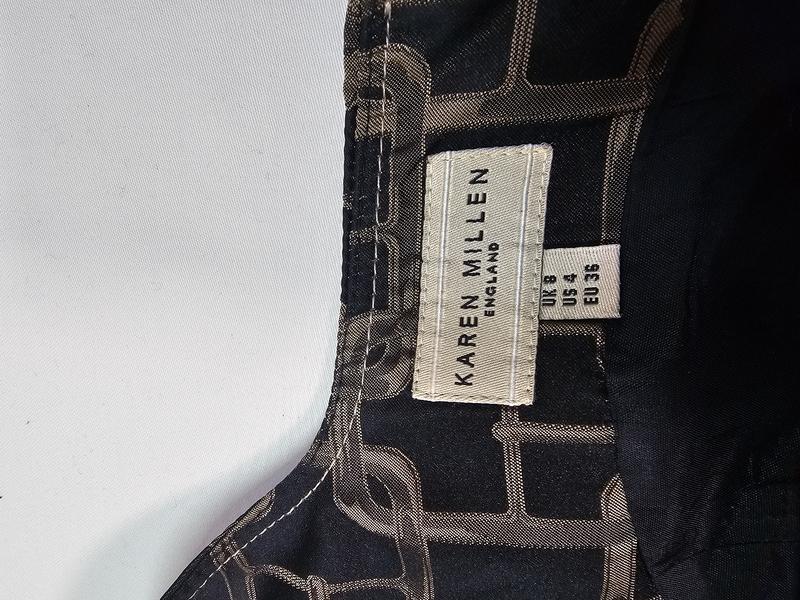 KAREN MILLEN
ENGLAND
UK 8
US 4
EU 36